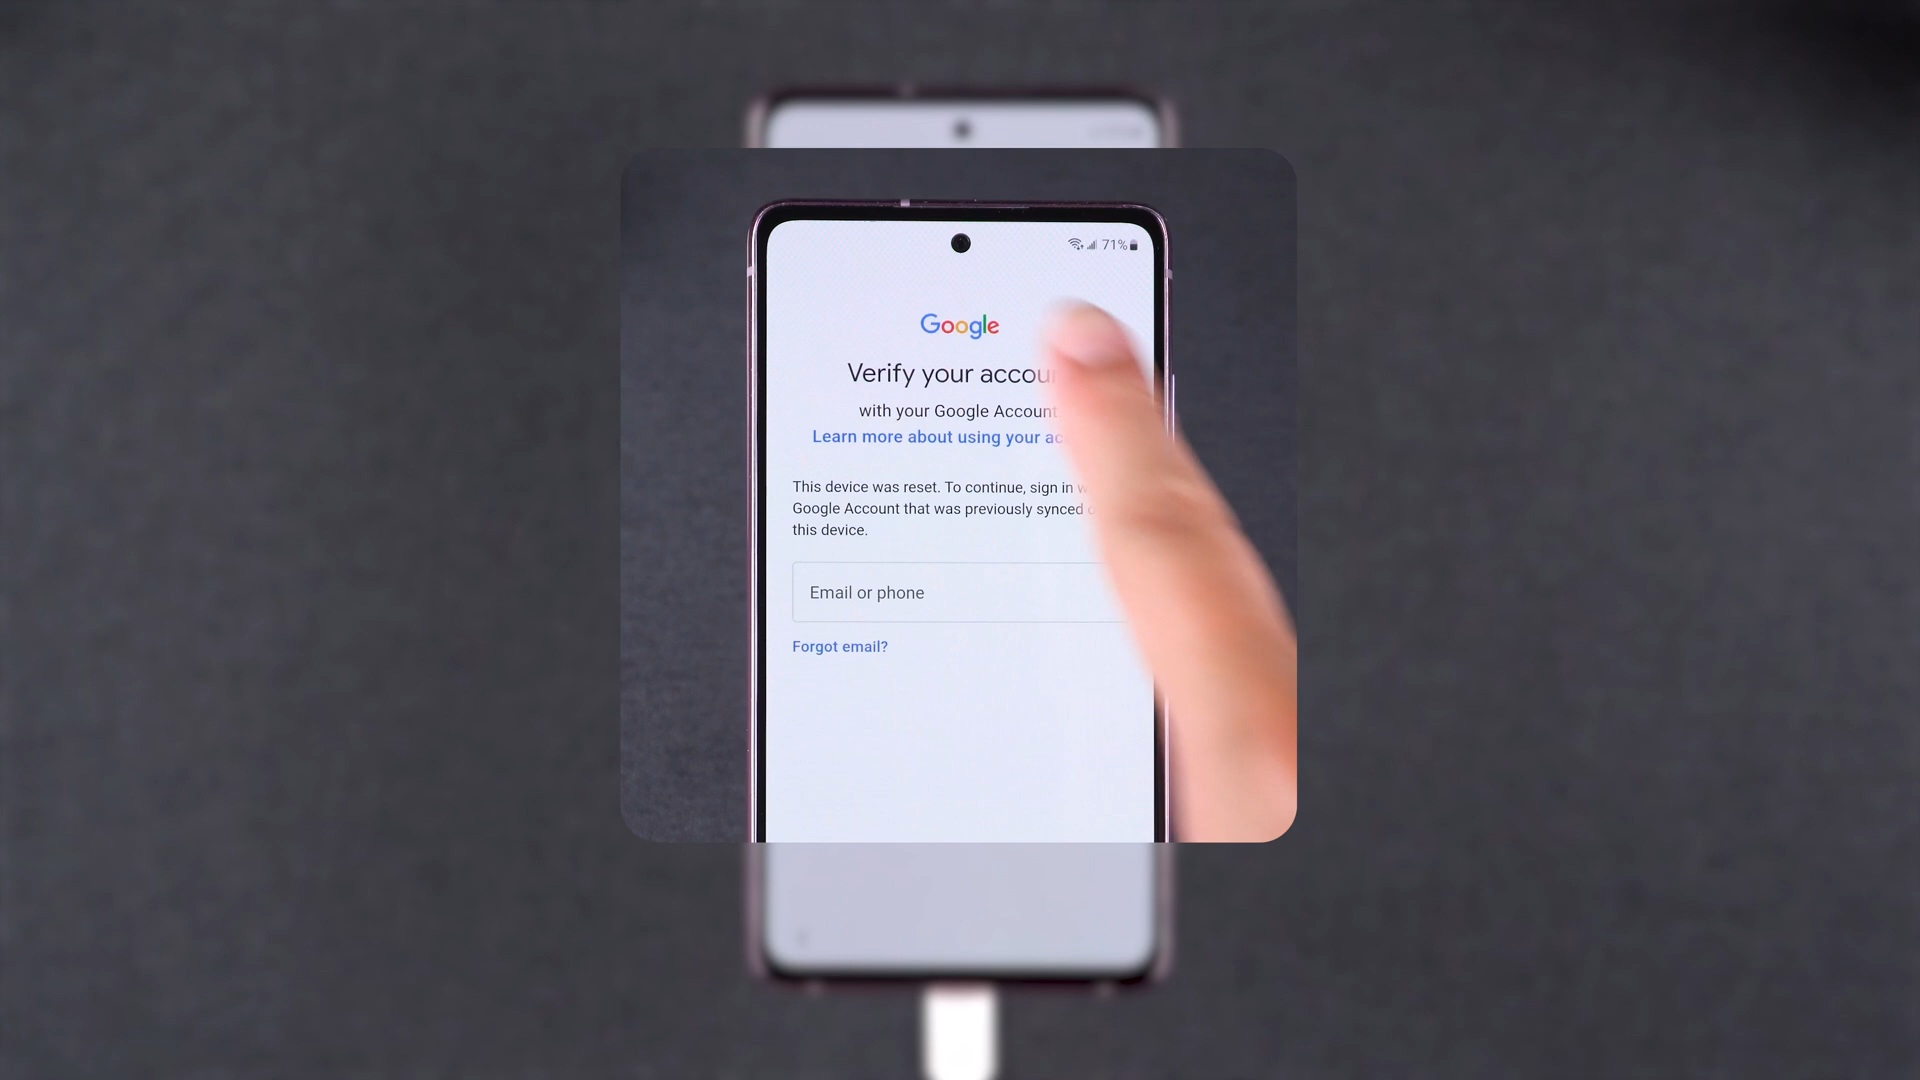 71%
Google
Verify your accou
with your Google Account.
Learn more about using your ac
This device was reset. To continue, sign in w
Google Account that was previously synced o
this device.
Email or phone
Forgot email?